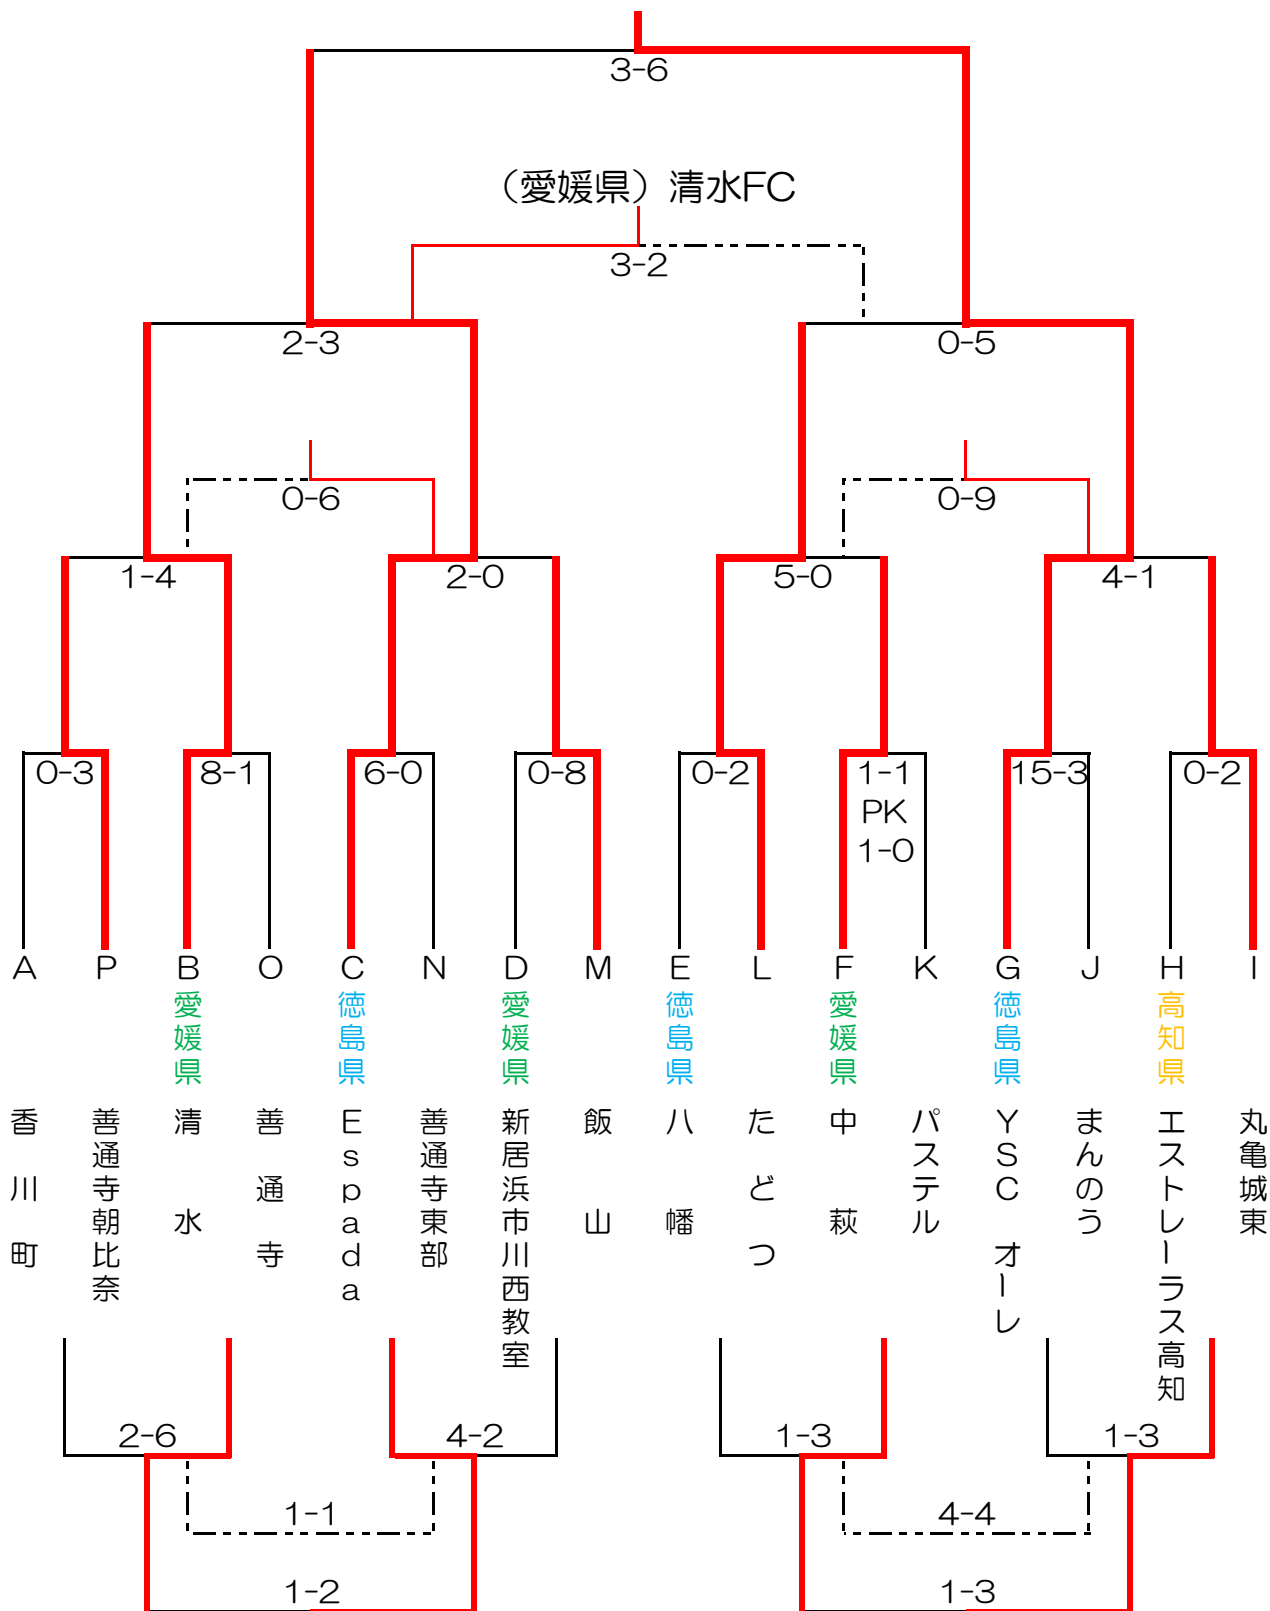 3-6
（愛媛県）清水FC
3-2
2-3
0-5
0-6
0-9
1-4
2-0
5-0
4-1
0-3
8-1
6-0
0-8
0-2
1-1
PK
1-0
15-3
0-2
A
P
B
O
C
N
D
M
E
L
F
K
G
J
H
I
愛媛県
徳島県
愛媛県
徳島県
愛媛県
徳島県
高知県
香川町
善通寺朝比奈
清水
善通寺
Espada
善通寺東部
新居浜市川西教室
飯山
八幡
たどつ
中萩
パステル
YSC オーレ
まんのう
エストレーラス高知
丸亀城東
2-6
4-2
1-3
1-3
1-1
4-4
1-2
1-3